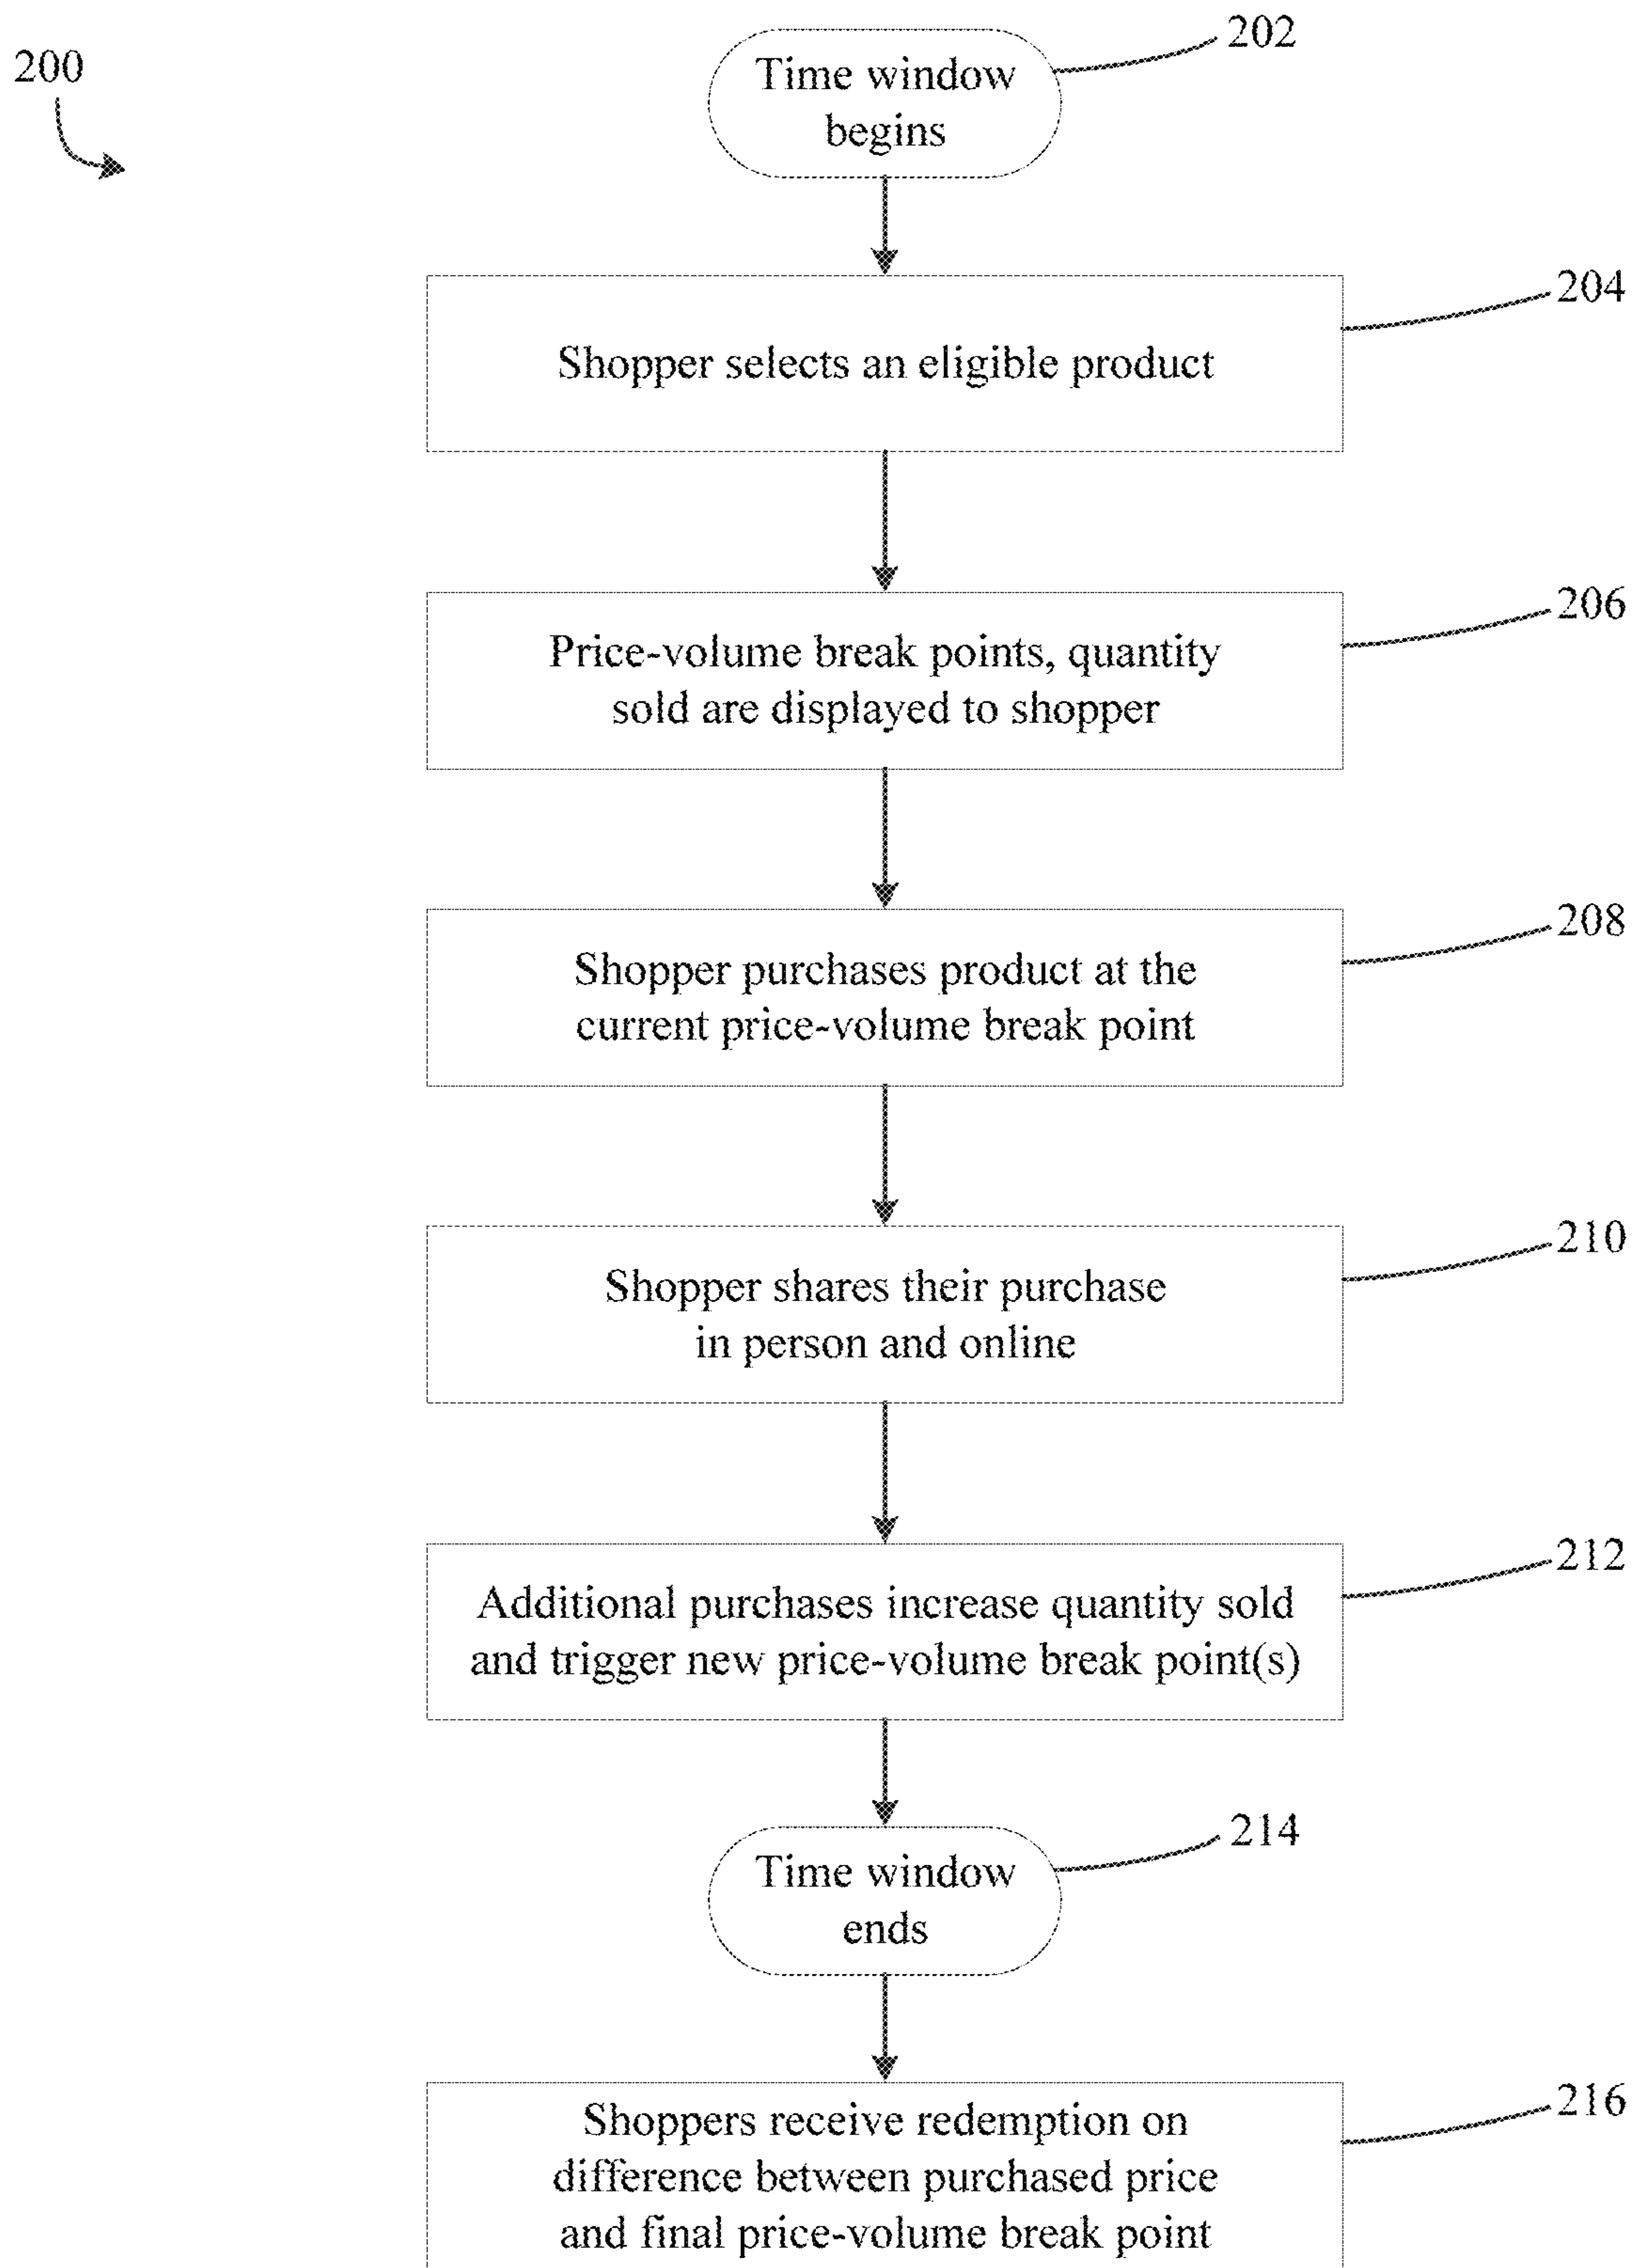 200
202
Time window
begins
204
Shopper selects an eligible product
206
Price-volume break points, quantity
sold are displayed to shopper
208
Shopper purchases product at the
current price-volume break point
210
Shopper shares their purchase
in person and online
212
Additional purchases increase quantity sold
and trigger new price-volume break point(s)
214
Time window
ends
216
Shoppers receive redemption on
difference between purchased price
and final price-volume break point